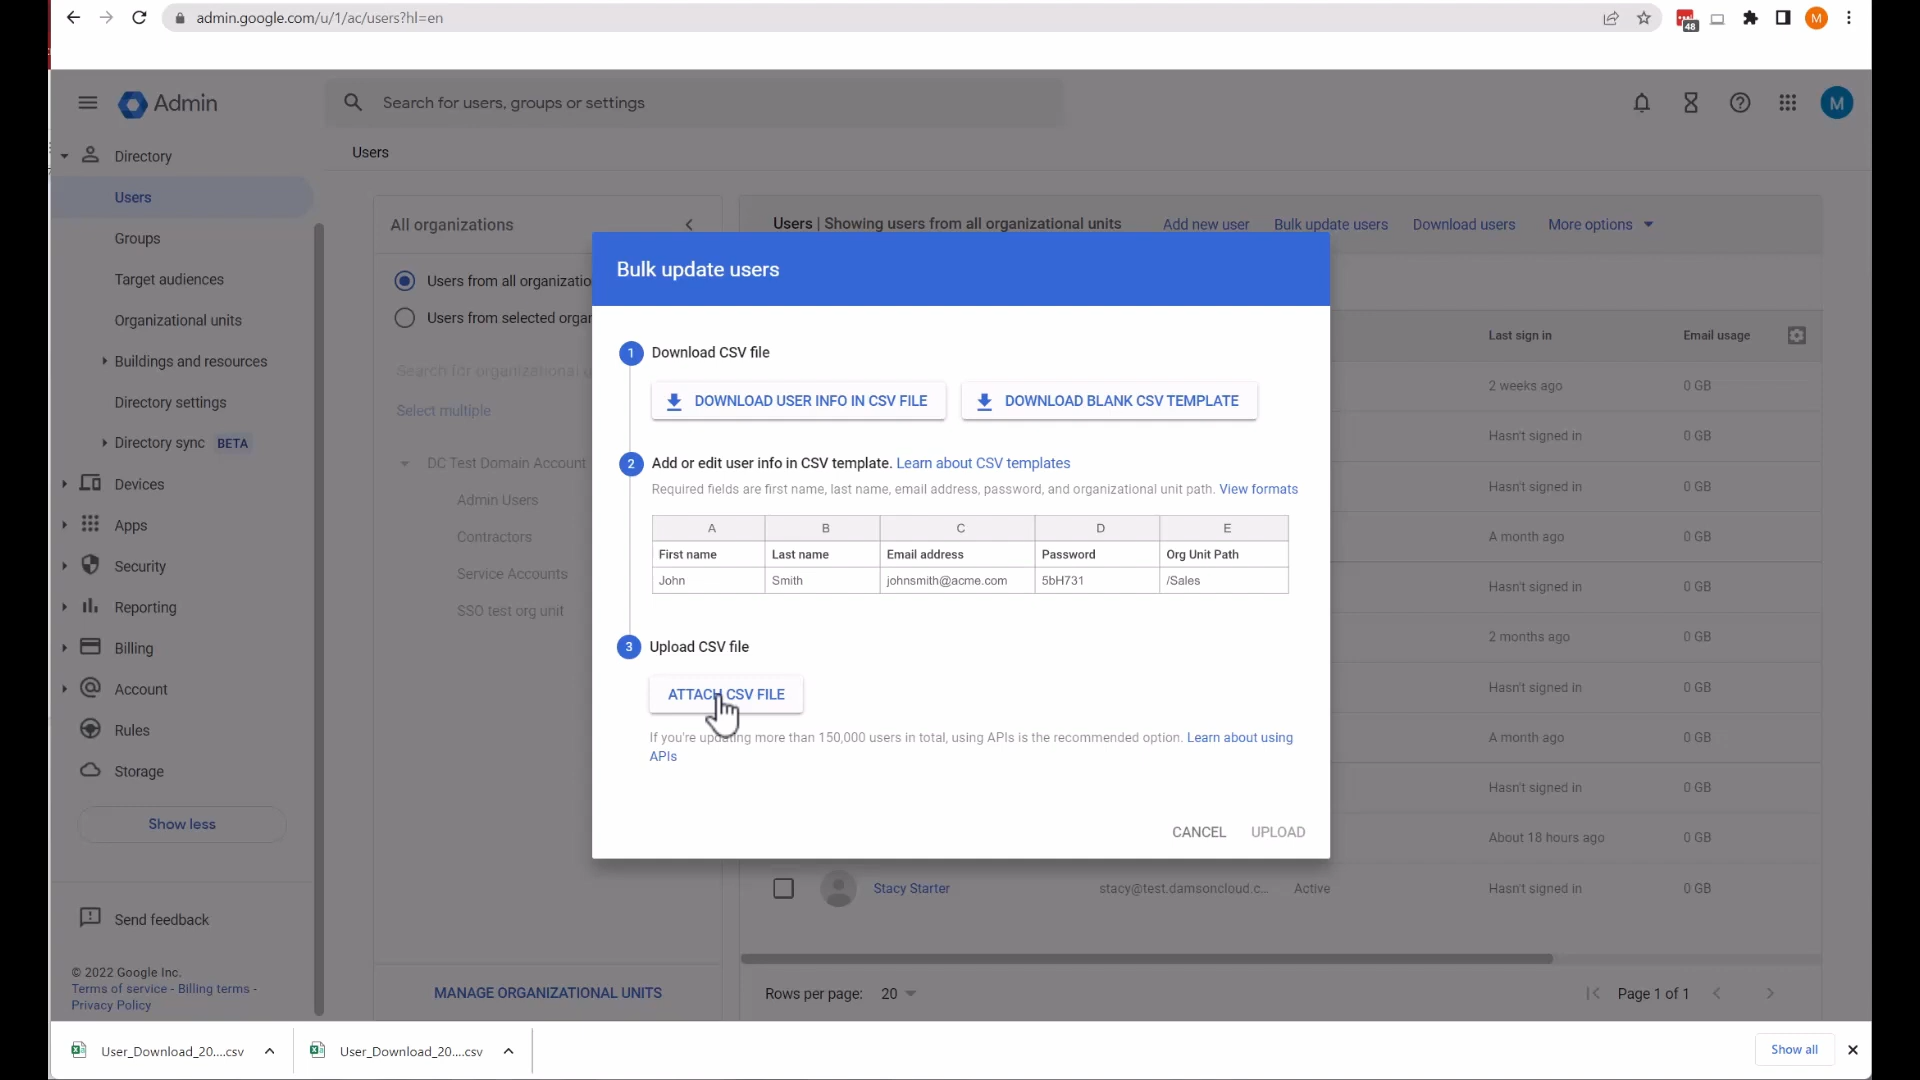 admin.google.com/u/1/ac/users?hl=en
48
M
Admin
Search for users, groups or settings
M
Directory
Users
Groups
Target audiences
Organizational units
Buildings and resources
Directory settings
Directory sync BETA
Devices
Apps
Security
Reporting
Billing
Account
Rules
Storage
Show less
Send feedback
© 2022 Google Inc.
Terms of service - Billing terms -
Privacy Policy
Users
All organizations
Users from all organizatio
Users from selected organ
Search for organizational u
Select multiple
DC Test Domain Account
Admin Users
Contractors
Service Accounts
SSO test org unit
MANAGE ORGANIZATIONAL UNITS
Users | Showing users from all organizational units
Add new user
Bulk update users
Download users
More options
Last sign in
Email usage
2 weeks ago
0 GB
Hasn't signed in
0 GB
Hasn't signed in
0 GB
A month ago
0 GB
Hasn't signed in
0 GB
2 months ago
0 GB
Hasn't signed in
0 GB
A month ago
0 GB
Hasn't signed in
0 GB
About 18 hours ago
0 GB
Stacy Starter
stacy@test.damsoncloud.c...
Active
Hasn't signed in
0 GB
Rows per page: 20
Page 1 of 1
Bulk update users
1 Download CSV file
DOWNLOAD USER INFO IN CSV FILE
DOWNLOAD BLANK CSV TEMPLATE
2 Add or edit user info in CSV template. Learn about CSV templates
Required fields are first name, last name, email address, password, and organizational unit path. View formats
A B C D E
First name Last name Email address Password Org Unit Path
John Smith johnsmith@acme.com 5bH731 /Sales
3 Upload CSV file
ATTACH CSV FILE
If you're updating more than 150,000 users in total, using APIs is the recommended option. Learn about using
APIs
CANCEL
UPLOAD
User_Download_20....csv
User_Download_20....csv
Show all